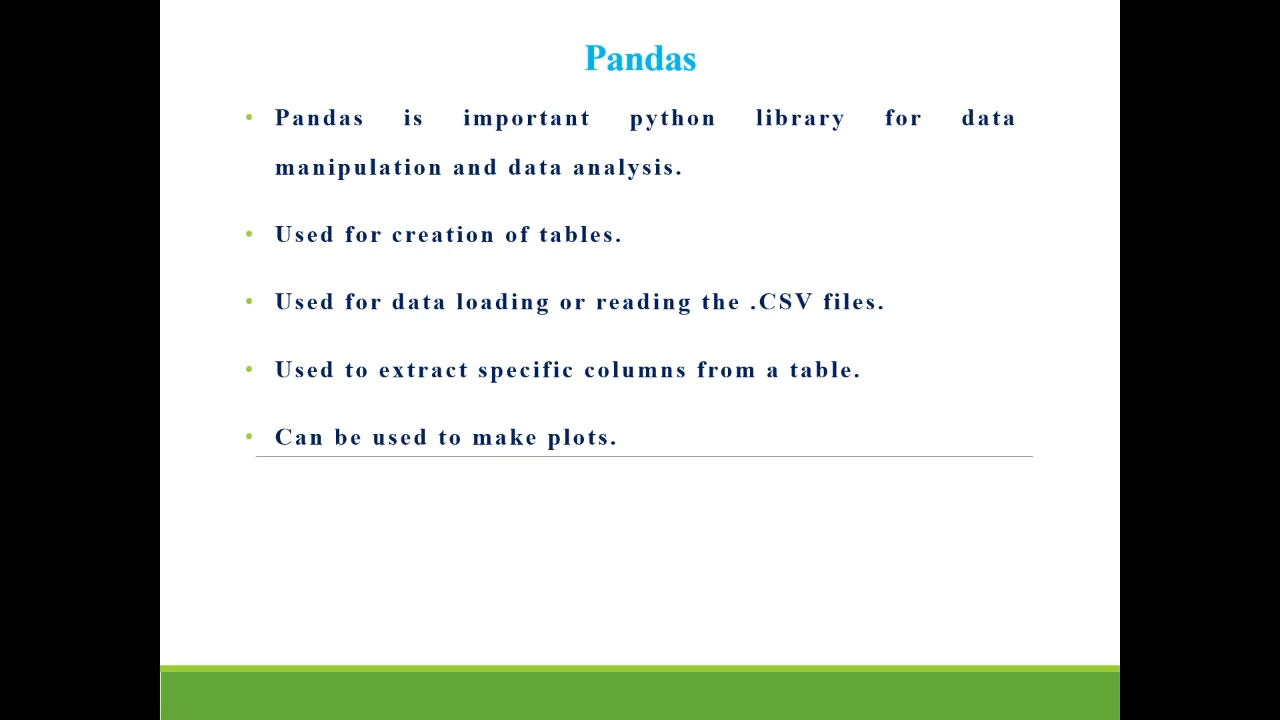 Pandas
• Pandas is important python library for data
manipulation and data analysis.
• Used for creation of tables.
• Used for data loading or reading the .CSV files.
• Used to extract specific columns from a table.
• Can be used to make plots.